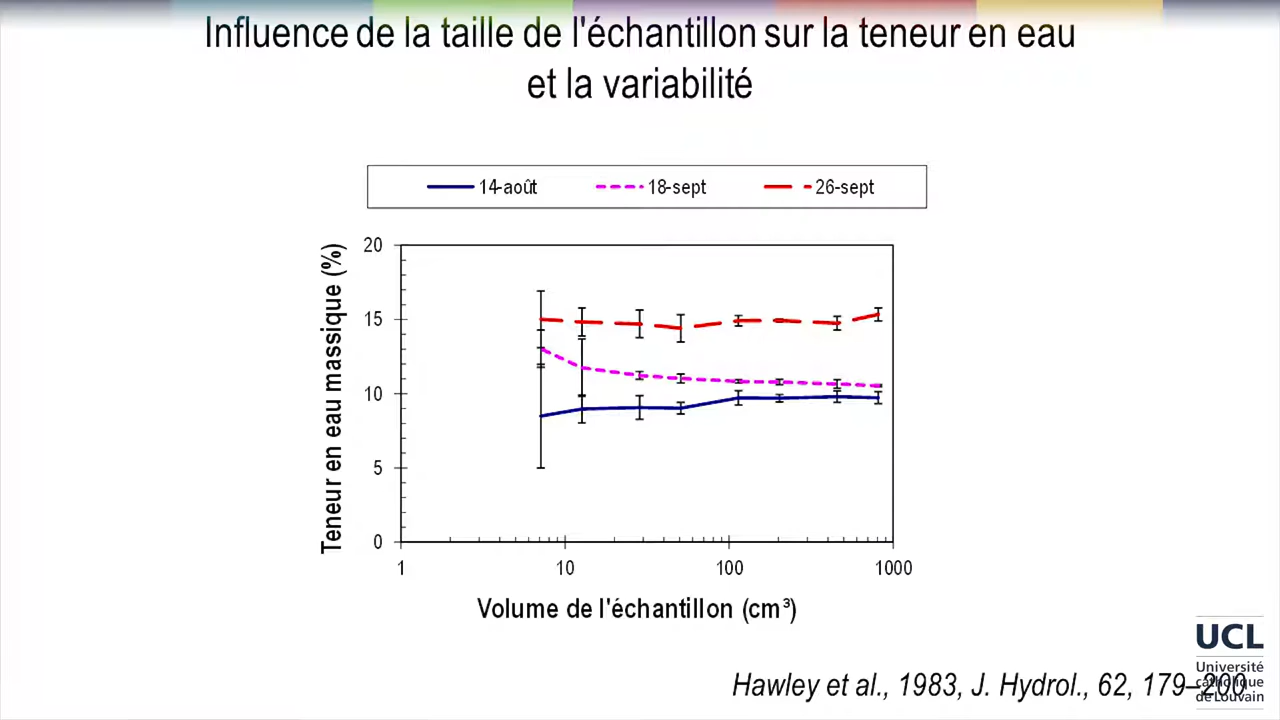 Influence de la taille de l'échantillon sur la teneur en eau
et la variabilité
14-août 18-sept 26-sept
Teneur en eau massique (%)
20
15
10
5
0
1 10 100 1000
Volume de l'échantillon (cm³)
UCL
Université
catholique
de Louvain
Hawley et al., 1983, J. Hydrol., 62, 179–200